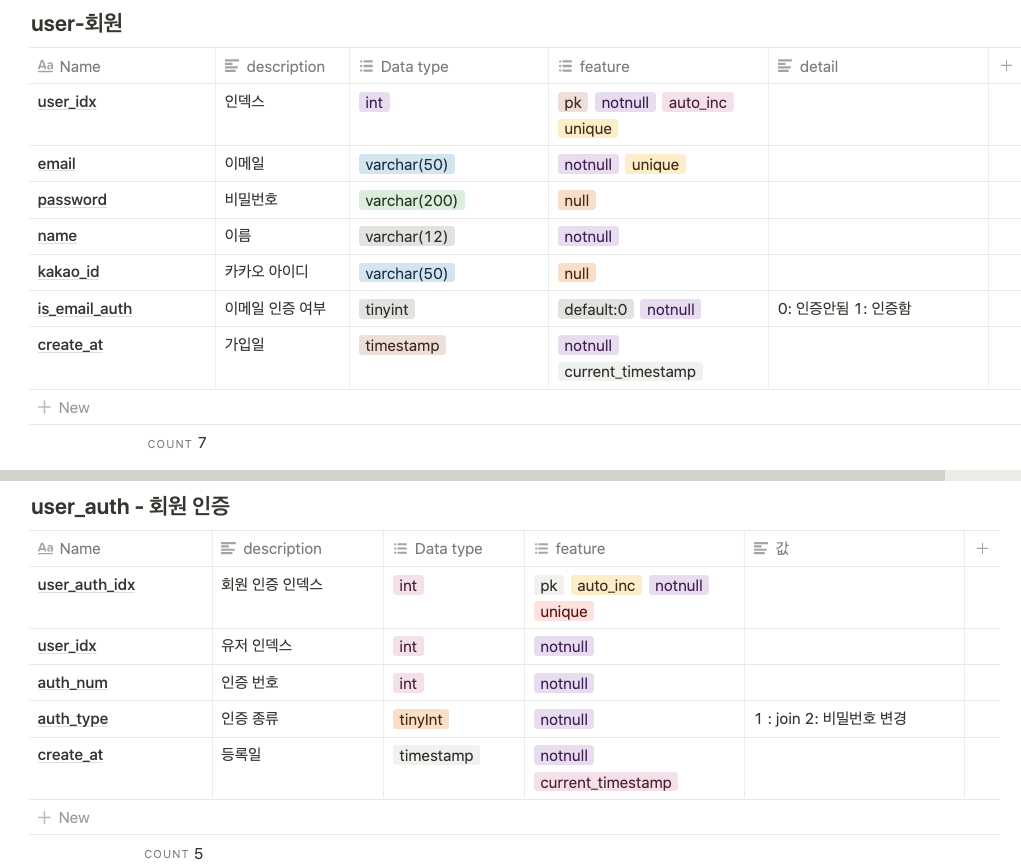 user-회원
Aa Name description Data type feature detail
user_idx 인덱스 int pk notnull auto_inc
unique
email 이메일 varchar(50) notnull unique
password 비밀번호 varchar(200) null
name 이름 varchar(12) notnull
kakao_id 카카오 아이디 varchar(50) null
is_email_auth 이메일 인증 여부 tinyint default:0 notnull 0: 인증안됨 1: 인증함
create_at 가입일 timestamp notnull
current_timestamp
+ New
COUNT 7
user_auth - 회원 인증
Aa Name description Data type feature 값
user_auth_idx 회원 인증 인덱스 int pk auto_inc notnull
unique
user_idx 유저 인덱스 int notnull
auth_num 인증 번호 int notnull
auth_type 인증 종류 tinyInt notnull 1 : join 2: 비밀번호 변경
create_at 등록일 timestamp notnull
current_timestamp
+ New
COUNT 5